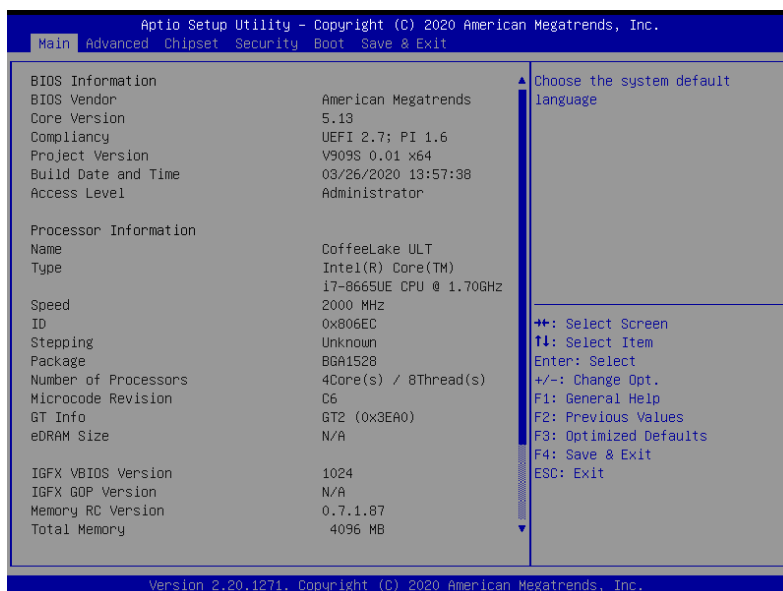 Aptio Setup Utility – Copyright (C) 2020 American Megatrends, Inc.
Main Advanced Chipset Security Boot Save & Exit
BIOS Information
BIOS Vendor American Megatrends
Core Version 5.13
Compliancy UEFI 2.7; PI 1.6
Project Version V909S 0.01 x64
Build Date and Time 03/26/2020 13:57:38
Access Level Administrator
Processor Information
Name CoffeeLake ULT
Type Intel(R) Core(TM)
i7-8665UE CPU @ 1.70GHz
Speed 2000 MHz
ID 0x806EC
Stepping Unknown
Package BGA1528
Number of Processors 4Core(s) / 8Thread(s)
Microcode Revision C6
GT Info GT2 (0x3EA0)
eDRAM Size N/A
IGFX VBIOS Version 1024
IGFX GOP Version N/A
Memory RC Version 0.7.1.87
Total Memory 4096 MB
Choose the system default
language
→←: Select Screen
↑↓: Select Item
Enter: Select
+/-: Change Opt.
F1: General Help
F2: Previous Values
F3: Optimized Defaults
F4: Save & Exit
ESC: Exit
Version 2.20.1271. Copyright (C) 2020 American Megatrends, Inc.